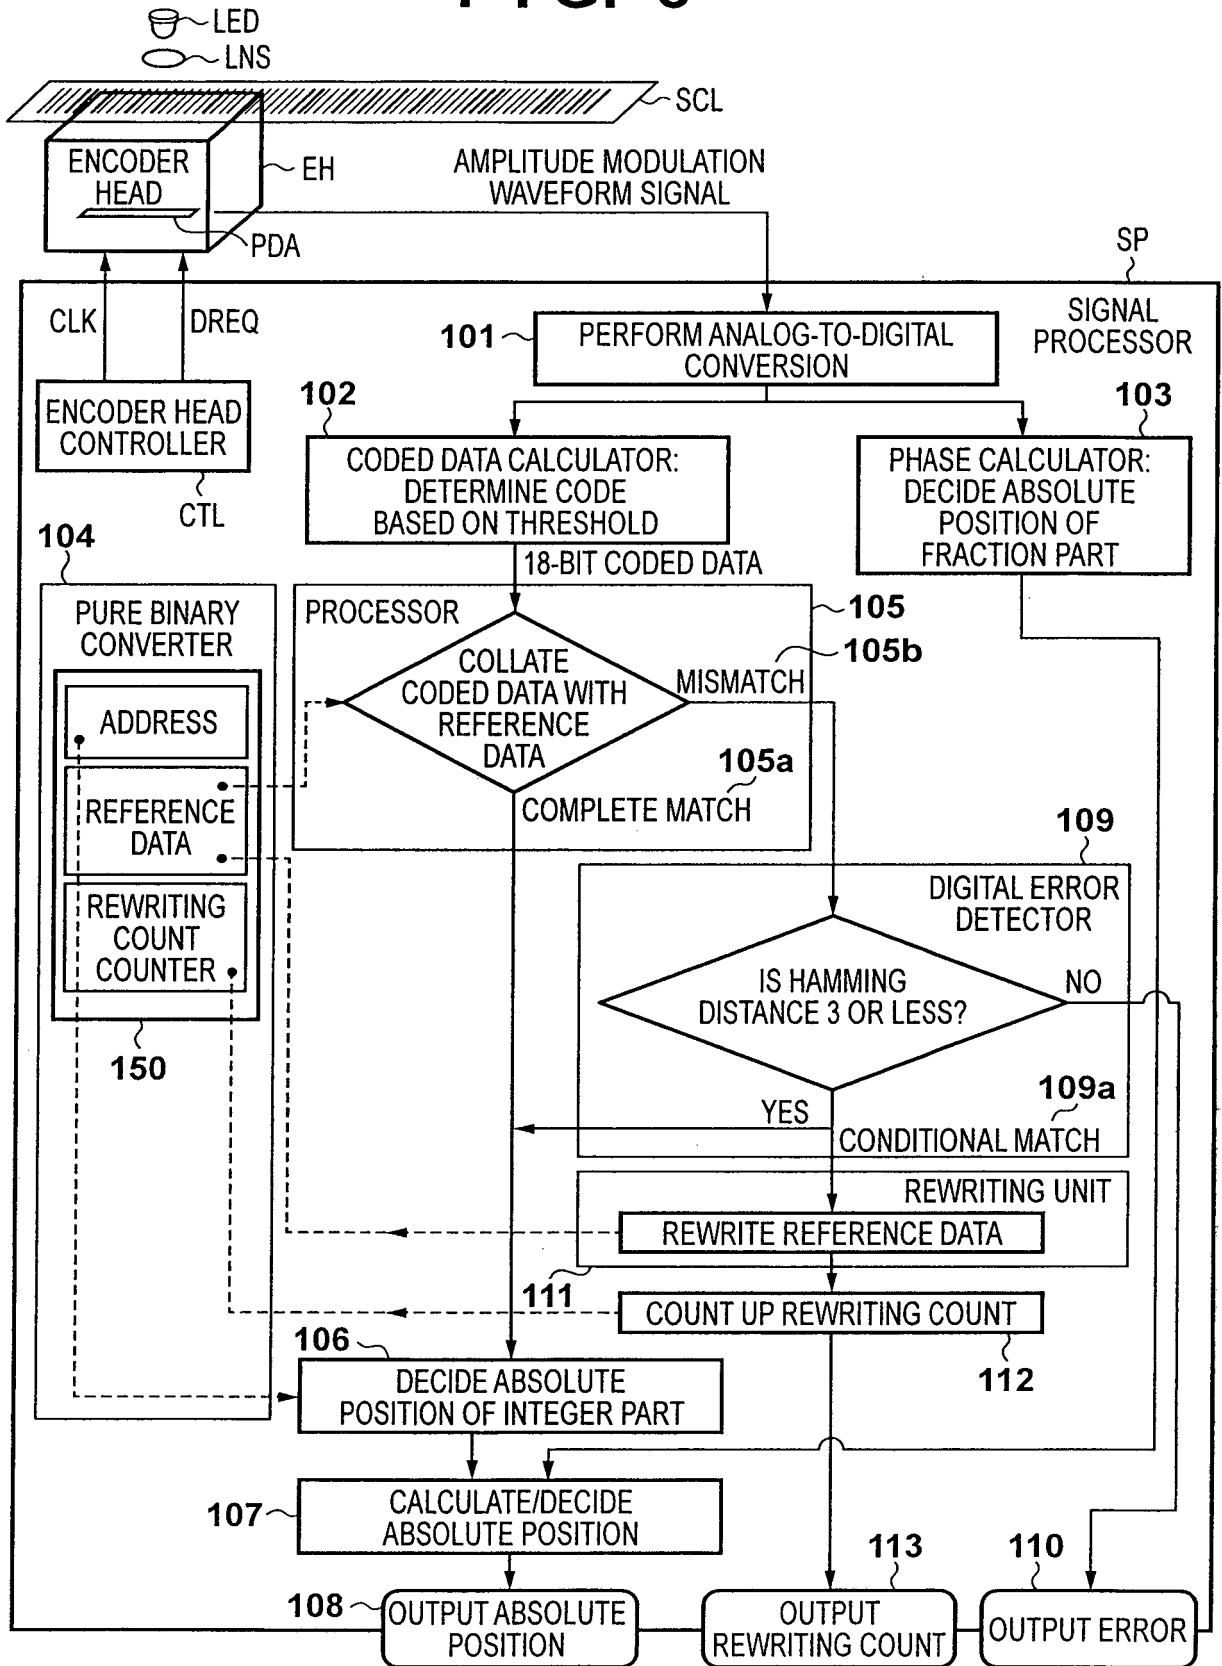 LED
LNS
SCL
ENCODER
HEAD
EH
PDA
AMPLITUDE MODULATION
WAVEFORM SIGNAL
SP
CLK
DREQ
SIGNAL
PROCESSOR
101
PERFORM ANALOG-TO-DIGITAL
CONVERSION
ENCODER HEAD
CONTROLLER
CTL
102
CODED DATA CALCULATOR:
DETERMINE CODE
BASED ON THRESHOLD
103
PHASE CALCULATOR:
DECIDE ABSOLUTE
POSITION OF
FRACTION PART
18-BIT CODED DATA
104
PURE BINARY
CONVERTER
ADDRESS
REFERENCE
DATA
REWRITING
COUNT
COUNTER
150
PROCESSOR
105
COLLATE
CODED DATA WITH
REFERENCE
DATA
MISMATCH
105b
105a
COMPLETE MATCH
109
DIGITAL ERROR
DETECTOR
IS HAMMING
DISTANCE 3 OR LESS?
NO
YES
109a
CONDITIONAL MATCH
REWRITING UNIT
REWRITE REFERENCE DATA
111
COUNT UP REWRITING COUNT
112
106
DECIDE ABSOLUTE
POSITION OF INTEGER PART
107
CALCULATE/DECIDE
ABSOLUTE POSITION
108
OUTPUT ABSOLUTE
POSITION
113
OUTPUT
REWRITING COUNT
110
OUTPUT ERROR